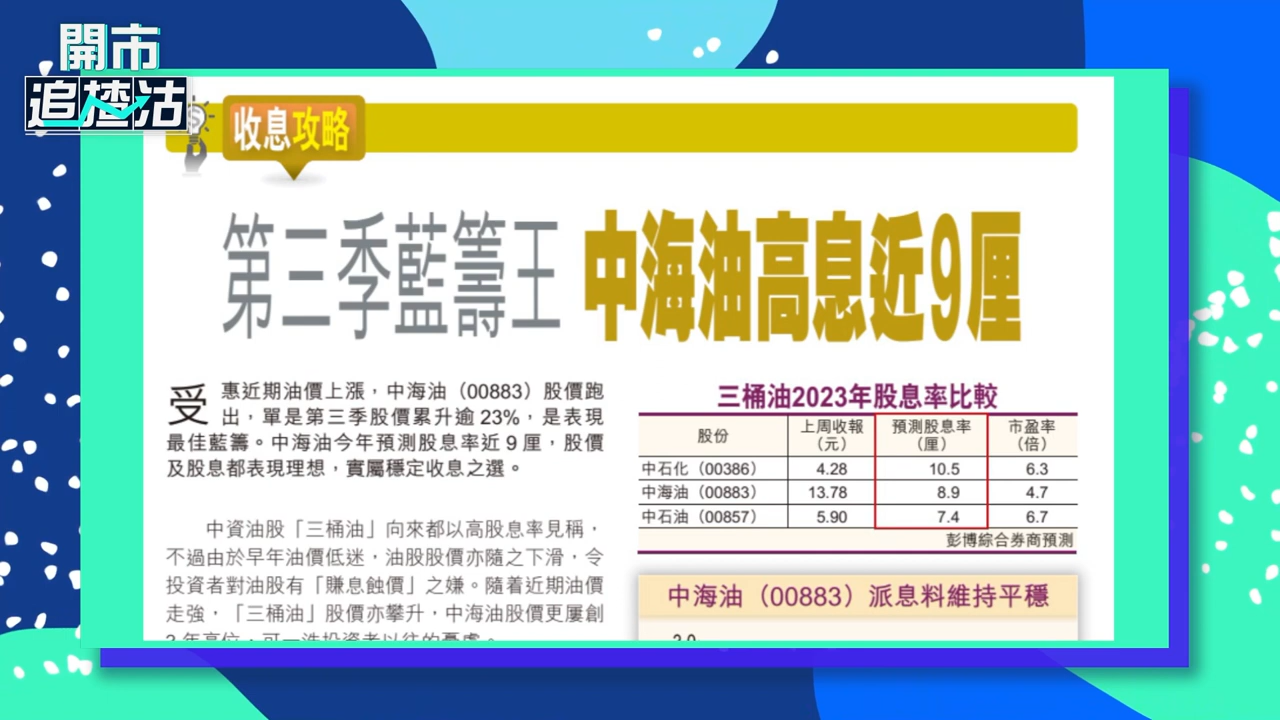 開市
追揸沽
收息攻略
第三季藍籌王 中海油高息近9厘
受惠近期油價上漲，中海油（00883）股價跑
出，單是第三季股價累升逾23%，是表現
最佳藍籌。中海油今年預測股息率近9厘，股價
及股息都表現理想，實屬穩定收息之選。
中資油股「三桶油」向來都以高股息率見稱，
不過由於早年油價低迷，油股股價亦隨之下滑，令
投資者對油股有「賺息蝕價」之嫌。隨着近期油價
走強，「三桶油」股價亦攀升，中海油股價更屢創
三桶油2023年股息率比較
股份 上周收報（元） 預測股息率（厘） 市盈率（倍）
中石化（00386） 4.28 10.5 6.3
中海油（00883） 13.78 8.9 4.7
中石油（00857） 5.90 7.4 6.7
彭博綜合券商預測
中海油（00883）派息料維持平穩